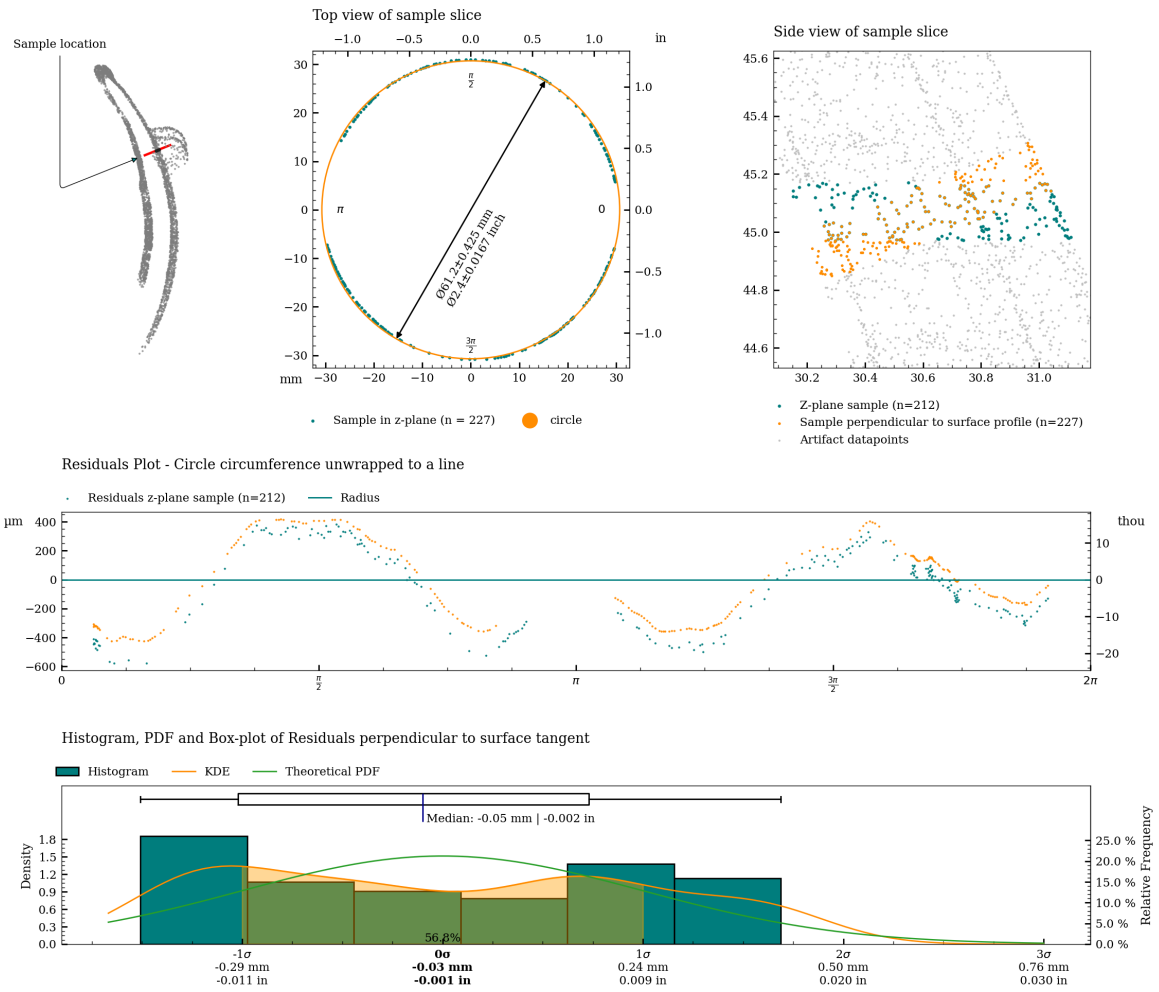 Sample location
Top view of sample slice
−1.0 −0.5 0.0 0.5 1.0 in
30
20
10
0
−10
−20
−30
π/2
π
0
3π/2
Ø61.2±0.425 mm
Ø2.4±0.0167 inch
1.0
0.5
0.0
−0.5
−1.0
mm −30 −20 −10 0 10 20 30
Sample in z-plane (n = 227) circle
Side view of sample slice
45.6
45.4
45.2
45.0
44.8
44.6
30.2 30.4 30.6 30.8 31.0
Z-plane sample (n=212)
Sample perpendicular to surface profile (n=227)
Artifact datapoints
Residuals Plot - Circle circumference unwrapped to a line
Residuals z-plane sample (n=212) Radius
µm
400
200
0
−200
−400
−600
thou
10
0
−10
−20
0 π/2 π 3π/2 2π
Histogram, PDF and Box-plot of Residuals perpendicular to surface tangent
Histogram KDE Theoretical PDF
Median: -0.05 mm | -0.002 in
Density
1.8
1.5
1.2
0.9
0.6
0.3
0.0
56.8%
Relative Frequency
25.0 %
20.0 %
15.0 %
10.0 %
5.0 %
0.0 %
-1σ 0σ 1σ 2σ 3σ
-0.29 mm -0.03 mm 0.24 mm 0.50 mm 0.76 mm
-0.011 in -0.001 in 0.009 in 0.020 in 0.030 in